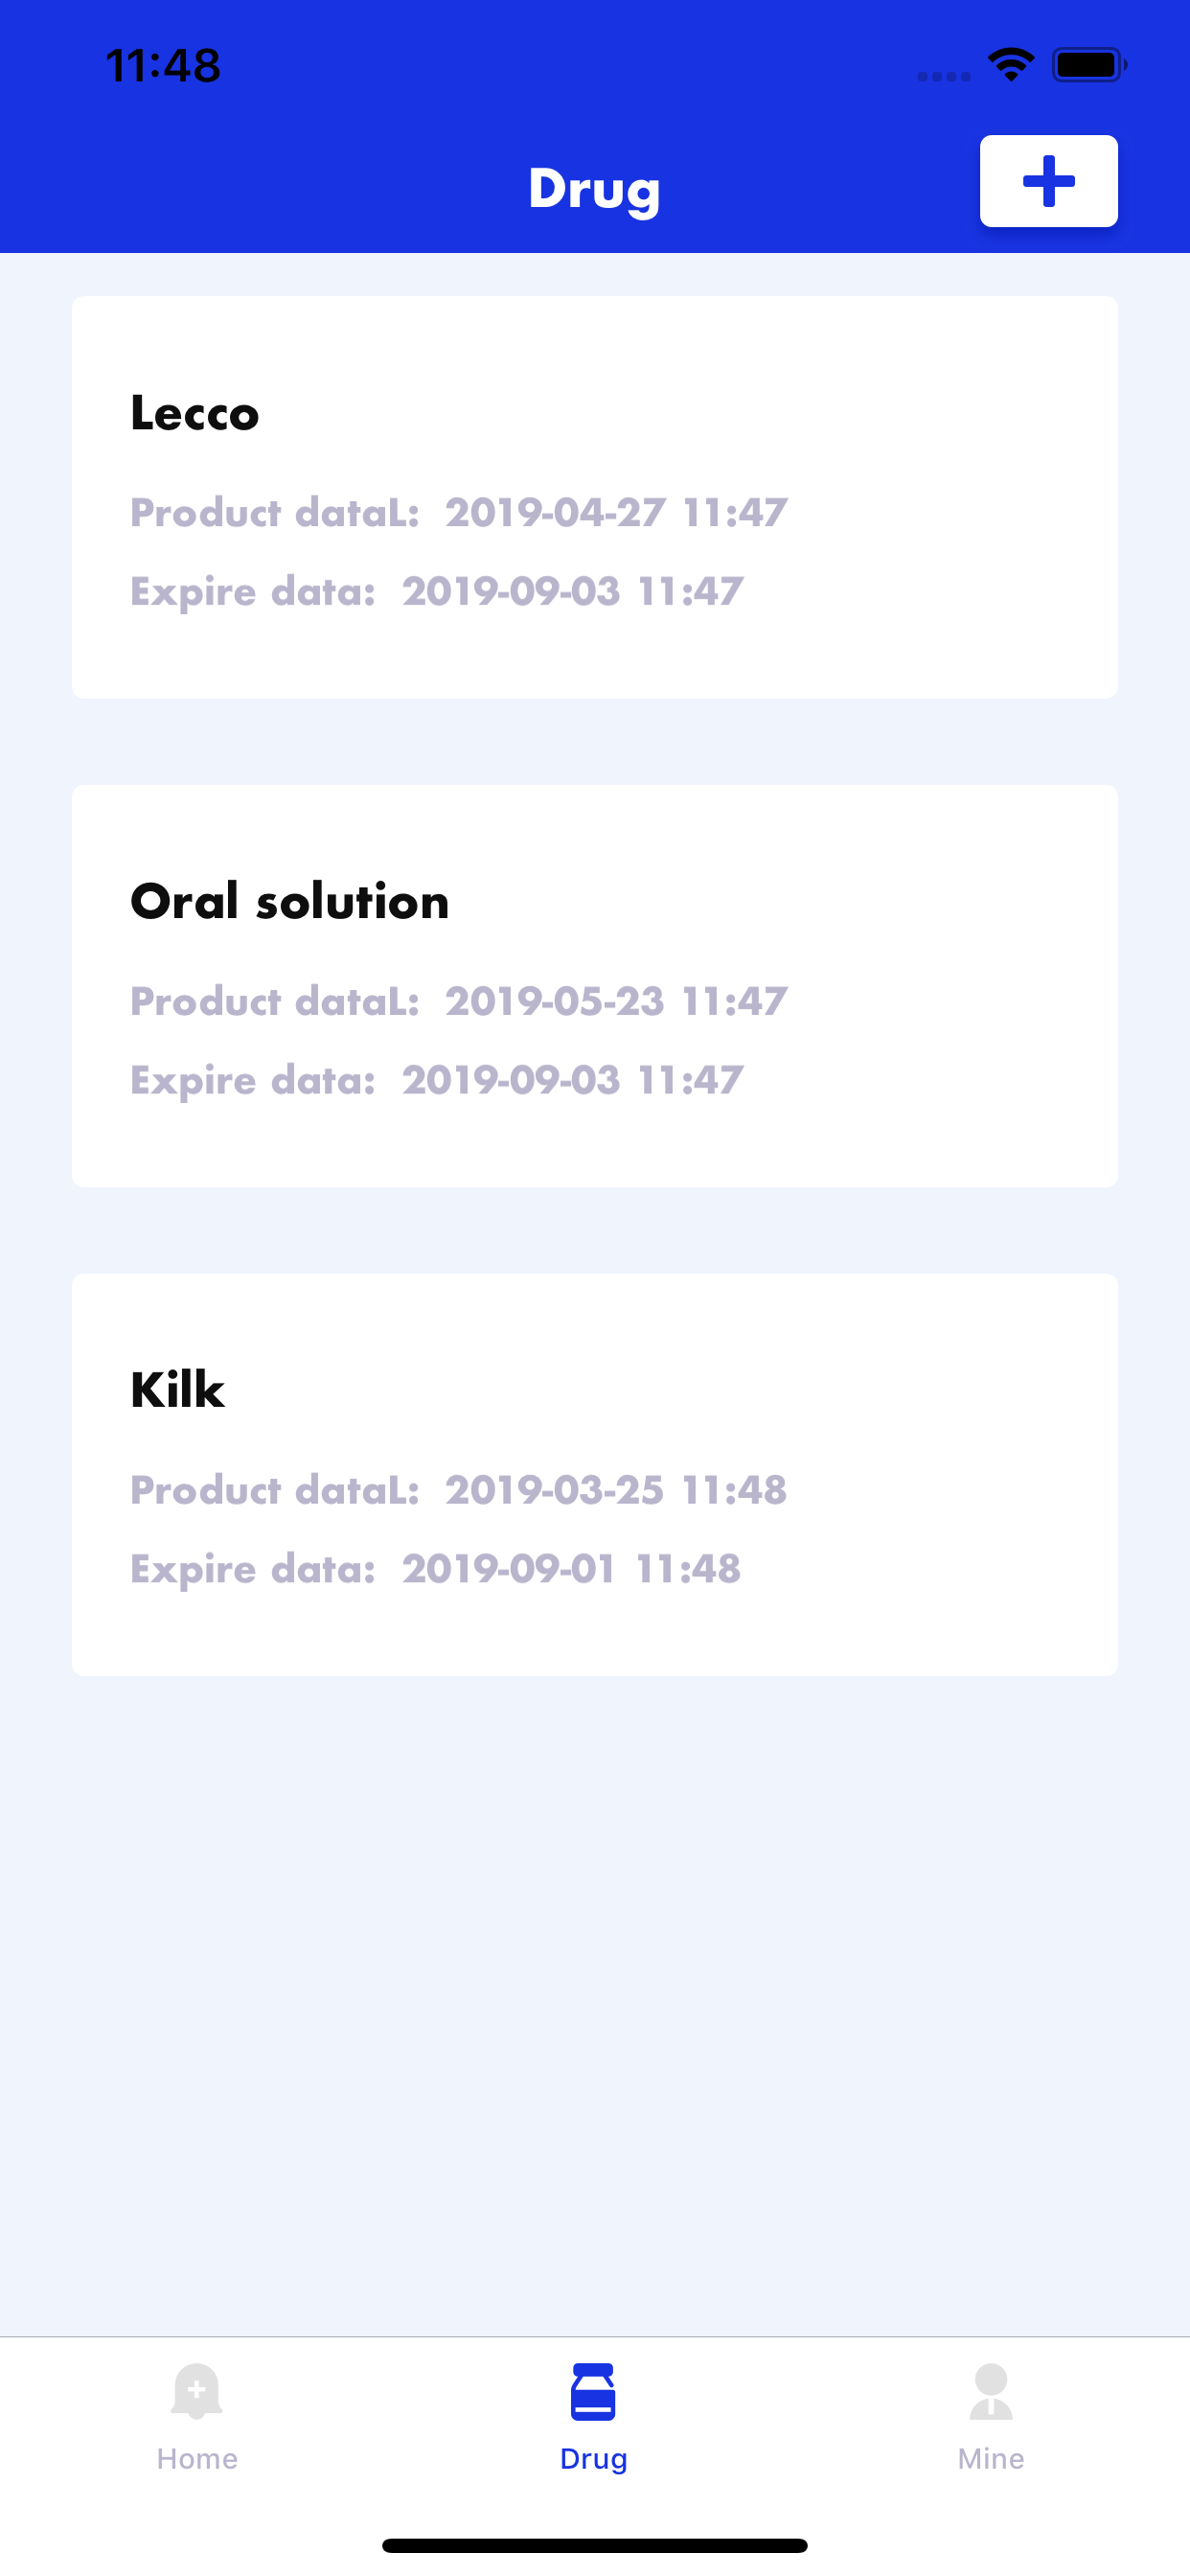 11:48
Drug
Lecco
Product dataL: 2019-04-27 11:47
Expire data: 2019-09-03 11:47
Oral solution
Product dataL: 2019-05-23 11:47
Expire data: 2019-09-03 11:47
Kilk
Product dataL: 2019-03-25 11:48
Expire data: 2019-09-01 11:48
Home
Drug
Mine